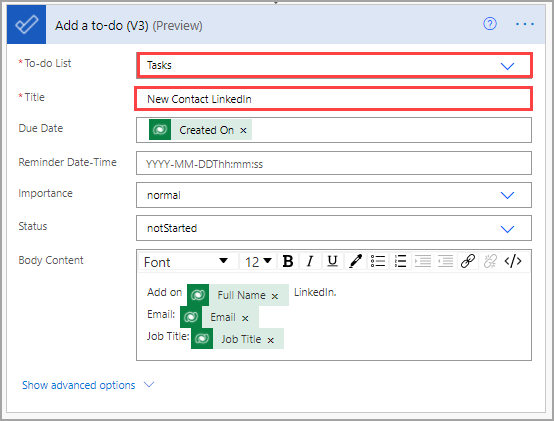 Add a to-do (V3) (Preview)
* To-do List Tasks
* Title New Contact LinkedIn
Due Date Created On ×
Reminder Date-Time YYYY-MM-DDThh:mm:ss
Importance normal
Status notStarted
Body Content Font 12 B I U </>
Add on Full Name × LinkedIn.
Email: Email ×
Job Title: Job Title ×
Show advanced options